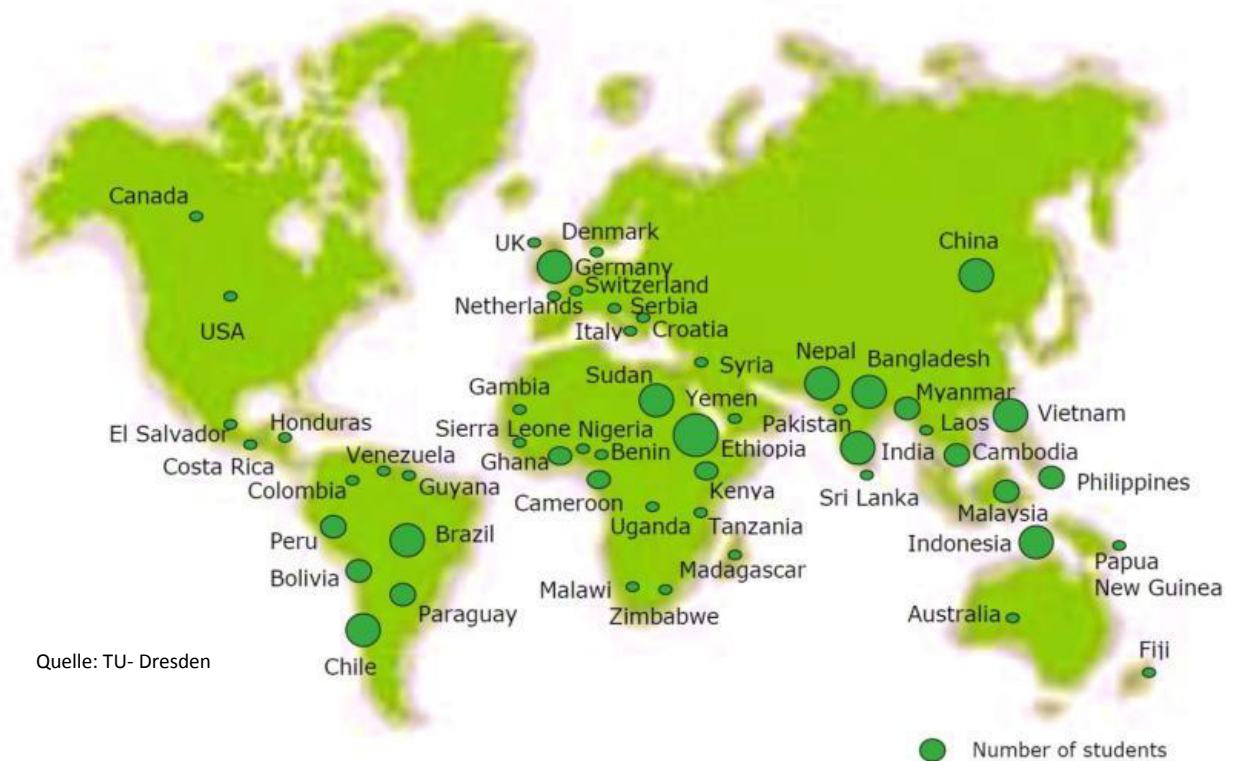 Canada
UK
Denmark
China
Germany
Switzerland
Netherlands
Serbia
USA
Italy
Croatia
Nepal
Bangladesh
Syria
Sudan
Gambia
Yemen
Myanmar
Vietnam
El Salvador
Honduras
Sierra Leone
Nigeria
Pakistan
Laos
Costa Rica
Venezuela
Ghana
Benin
Ethiopia
India
Cambodia
Colombia
Guyana
Cameroon
Kenya
Sri Lanka
Philippines
Malaysia
Uganda
Tanzania
Peru
Brazil
Indonesia
Papua
New Guinea
Bolivia
Madagascar
Malawi
Zimbabwe
Paraguay
Australia
Fiji
Quelle: TU- Dresden
Chile
Number of students